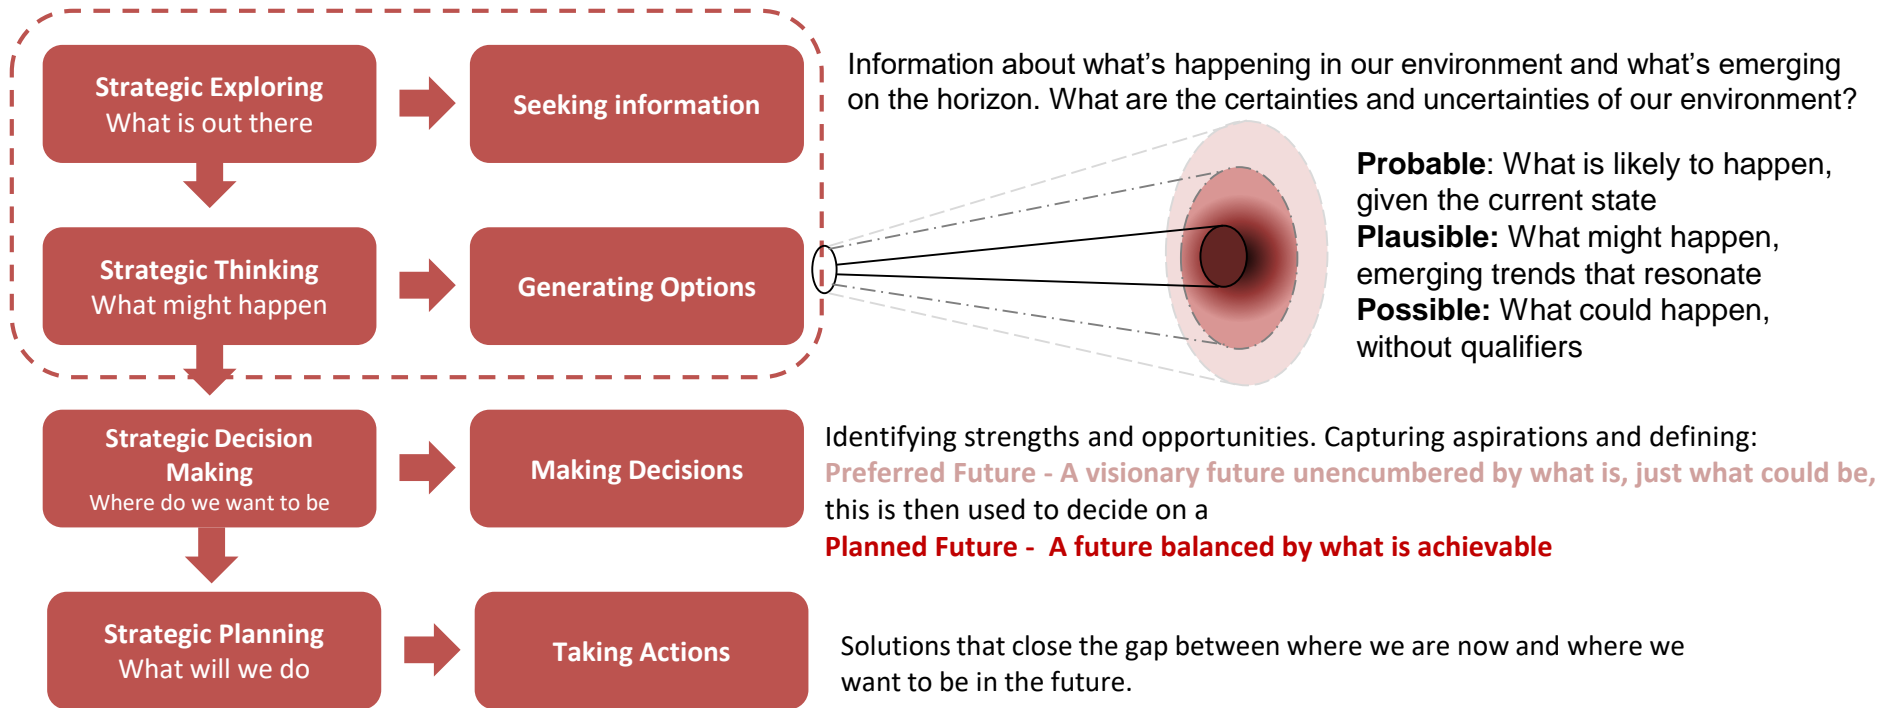 Strategic Exploring
What is out there
Seeking information
Information about what’s happening in our environment and what’s emerging
on the horizon. What are the certainties and uncertainties of our environment?
Strategic Thinking
What might happen
Generating Options
Probable: What is likely to happen,
given the current state
Plausible: What might happen,
emerging trends that resonate
Possible: What could happen,
without qualifiers
Strategic Decision
Making
Where do we want to be
Making Decisions
Identifying strengths and opportunities. Capturing aspirations and defining:
Preferred Future - A visionary future unencumbered by what is, just what could be,
this is then used to decide on a
Planned Future - A future balanced by what is achievable
Strategic Planning
What will we do
Taking Actions
Solutions that close the gap between where we are now and where we
want to be in the future.